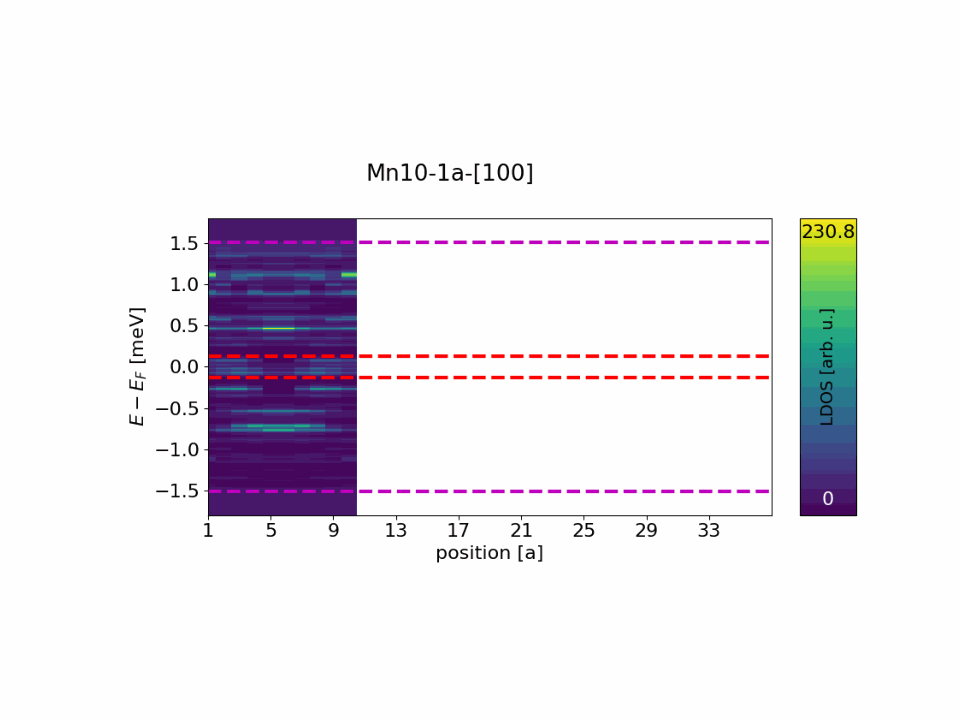 Mn10-1a-[100]
E − E_F [meV]
1.5
1.0
0.5
0.0
−0.5
−1.0
−1.5
1 5 9 13 17 21 25 29 33
position [a]
230.8
LDOS [arb. u.]
0